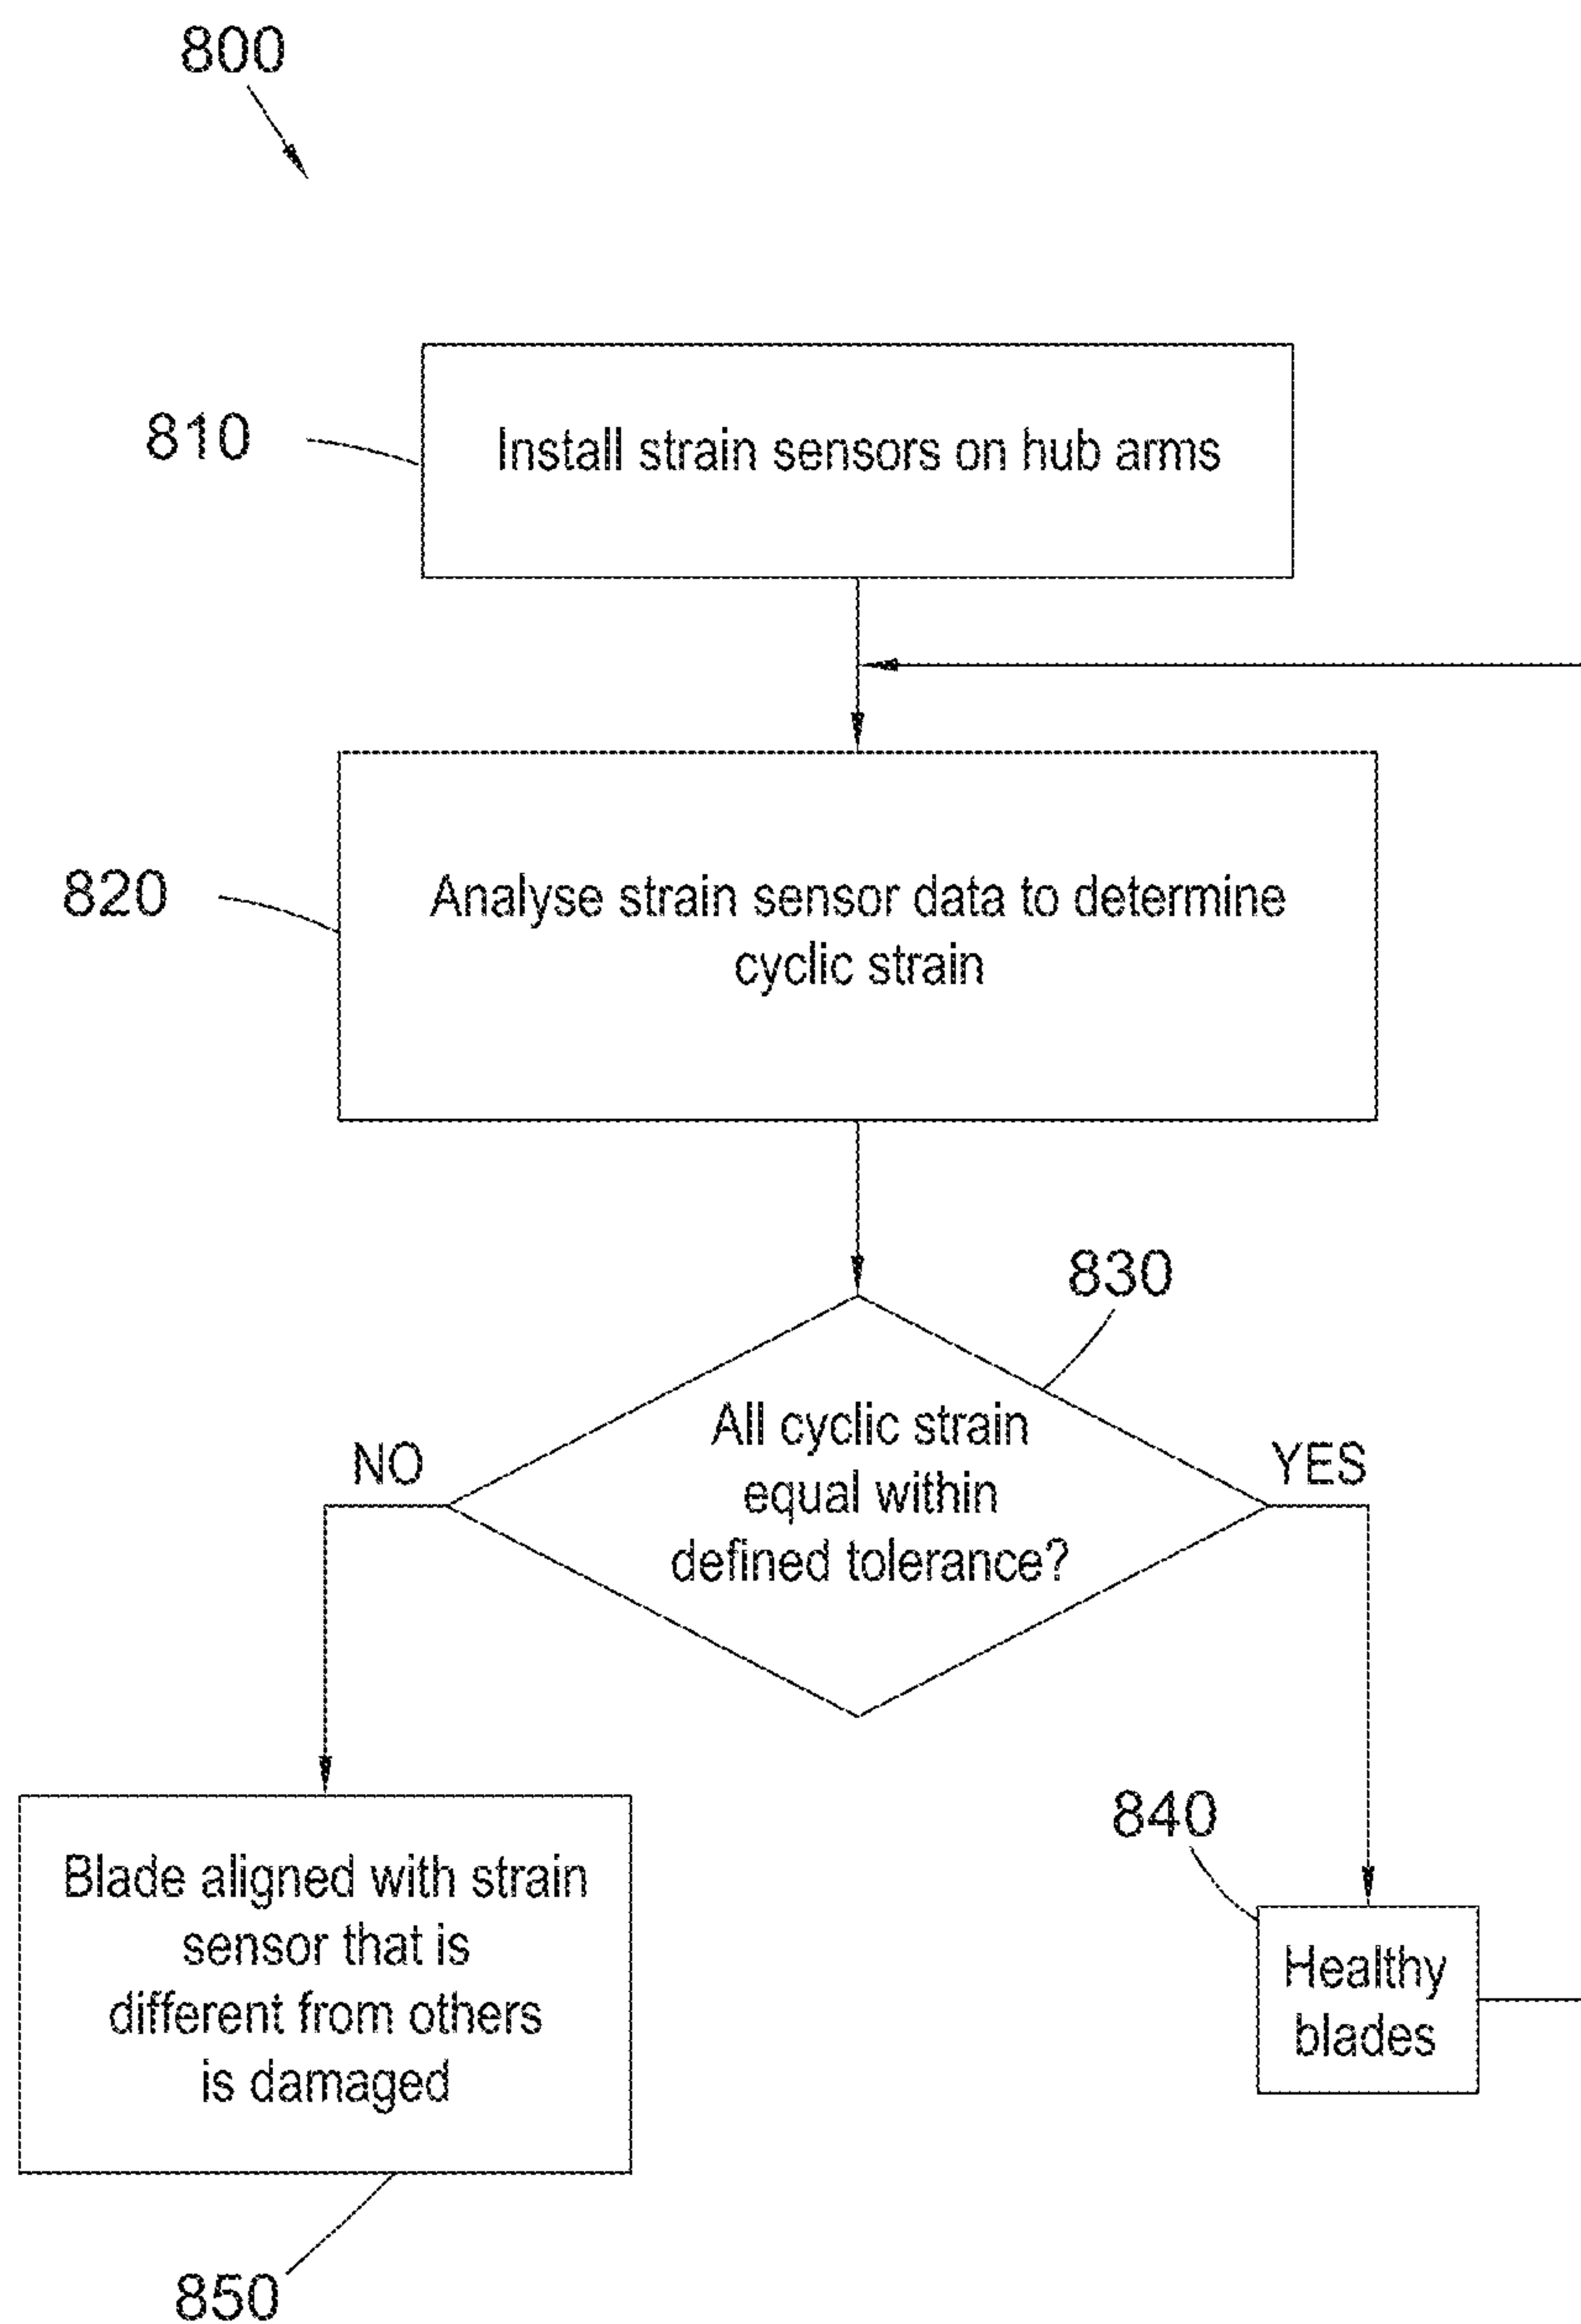 800
810
Install strain sensors on hub arms
820
Analyse strain sensor data to determine
cyclic strain
830
All cyclic strain
equal within
defined tolerance?
NO
YES
840
Healthy
blades
Blade aligned with strain
sensor that is
different from others
is damaged
850